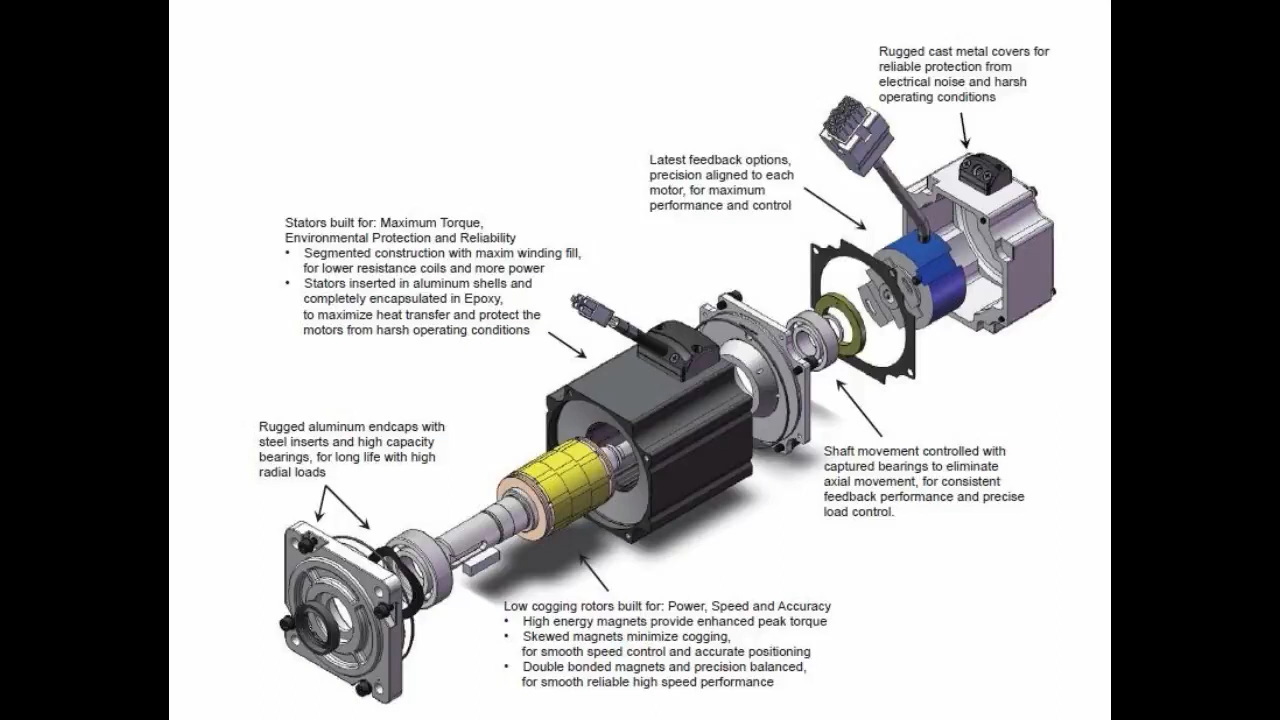 Rugged cast metal covers for
reliable protection from
electrical noise and harsh
operating conditions
Latest feedback options,
precision aligned to each
motor, for maximum
performance and control
Stators built for: Maximum Torque,
Environmental Protection and Reliability
• Segmented construction with maxim winding fill,
for lower resistance coils and more power
• Stators inserted in aluminum shells and
completely encapsulated in Epoxy,
to maximize heat transfer and protect the
motors from harsh operating conditions
Rugged aluminum endcaps with
steel inserts and high capacity
bearings, for long life with high
radial loads
Shaft movement controlled with
captured bearings to eliminate
axial movement, for consistent
feedback performance and precise
load control.
Low cogging rotors built for: Power, Speed and Accuracy
• High energy magnets provide enhanced peak torque
• Skewed magnets minimize cogging,
for smooth speed control and accurate positioning
• Double bonded magnets and precision balanced,
for smooth reliable high speed performance